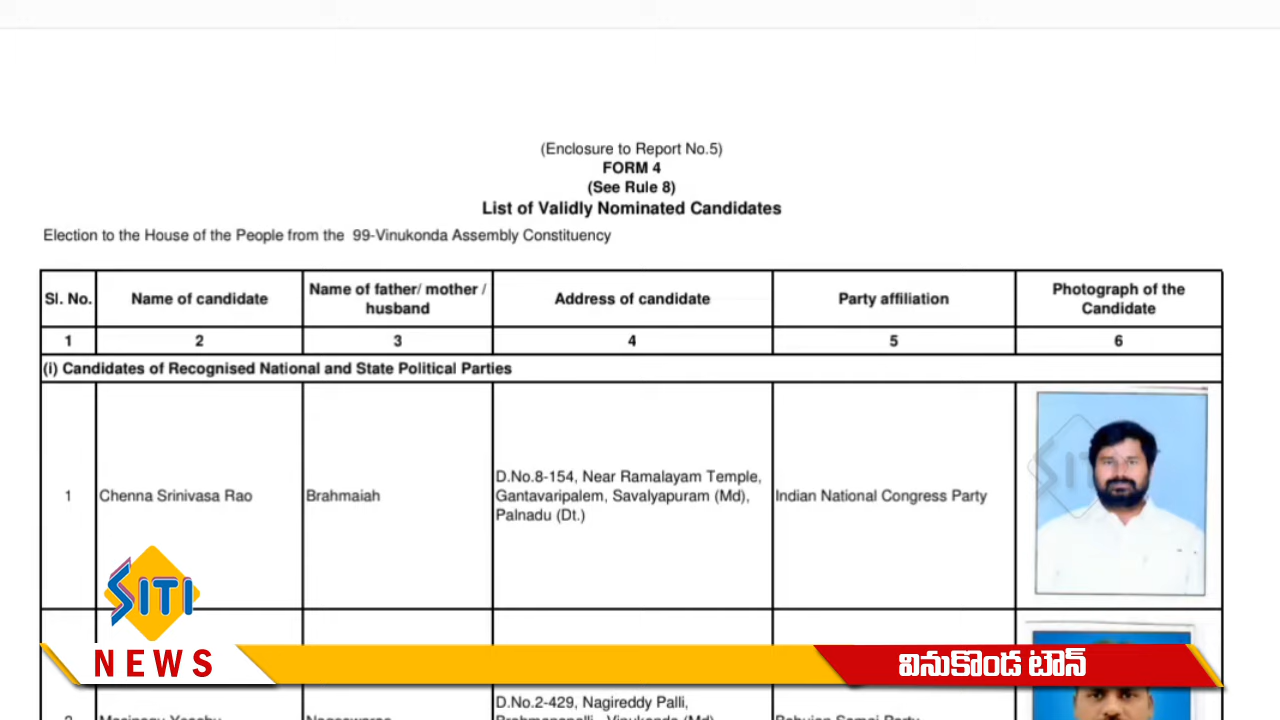 (Enclosure to Report No.5)
FORM 4
(See Rule 8)
List of Validly Nominated Candidates
Election to the House of the People from the 99-Vinukonda Assembly Constituency
Sl. No. Name of candidate Name of father/ mother / husband Address of candidate Party affiliation Photograph of the Candidate
1 2 3 4 5 6
(i) Candidates of Recognised National and State Political Parties
1 Chenna Srinivasa Rao Brahmaiah D.No.8-154, Near Ramalayam Temple, Gantavaripalem, Savalyapuram (Md), Palnadu (Dt.) Indian National Congress Party
SITI
SITI
NEWS
వినుకొండ టౌన్
D.No.2-429, Nagireddy Palli,